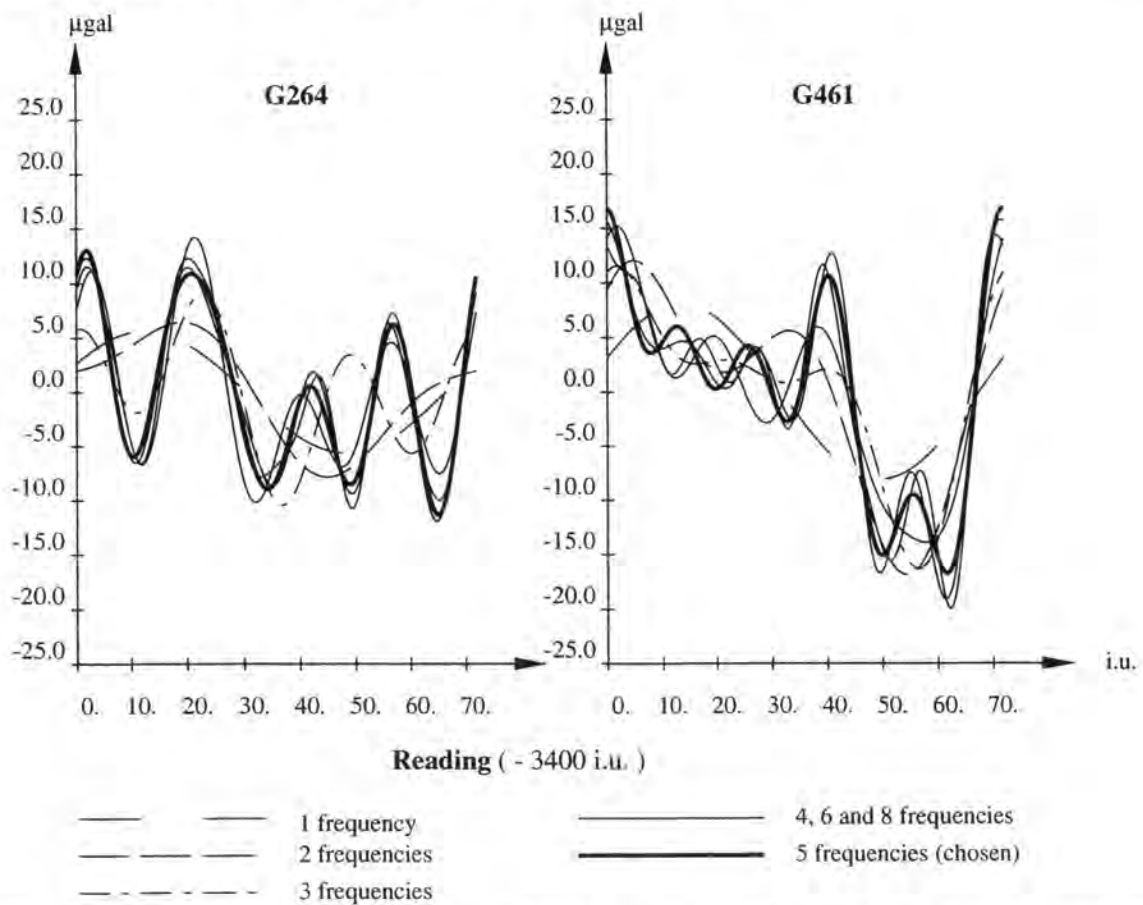 µgal
µgal
G264
G461
25.0
20.0
15.0
10.0
5.0
0.0
-5.0
-10.0
-15.0
-20.0
-25.0
25.0
20.0
15.0
10.0
5.0
0.0
-5.0
-10.0
-15.0
-20.0
-25.0
0. 10. 20. 30. 40. 50. 60. 70.
0. 10. 20. 30. 40. 50. 60. 70.
i.u.
Reading ( - 3400 i.u. )
1 frequency
2 frequencies
3 frequencies
4, 6 and 8 frequencies
5 frequencies (chosen)